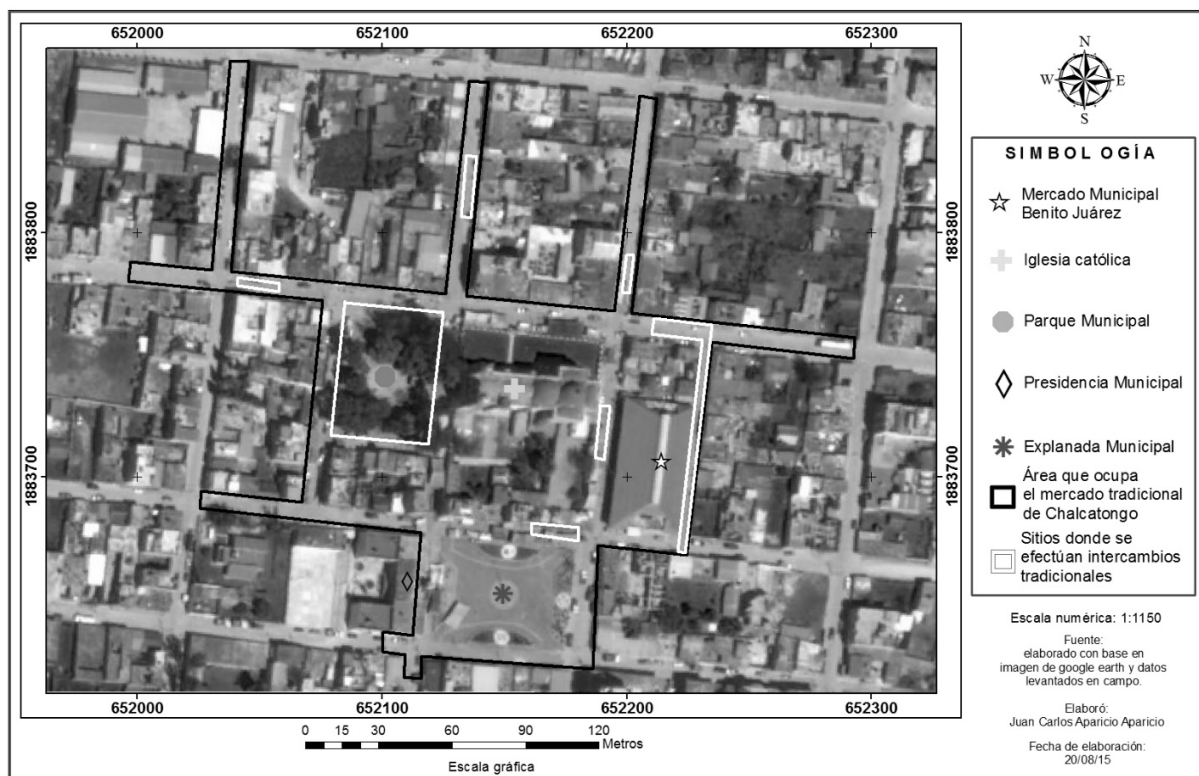 652000 652100 652200 652300
1883800 1883800
1883700 1883700
652000 652100 652200 652300
0 15 30 60 90 120
Metros
Escala gráfica
N
W E
S
SIMBOL OGÍA
Mercado Municipal
Benito Juárez
Iglesia católica
Parque Municipal
Presidencia Municipal
Explanada Municipal
Área que ocupa
el mercado tradicional
de Chalcatongo
Sitios donde se
efectúan intercambios
tradicionales
Escala numérica: 1:1150
Fuente:
elaborado con base en
imagen de google earth y datos
levantados en campo.
Elaboró:
Juan Carlos Aparicio Aparicio
Fecha de elaboración:
20/08/15